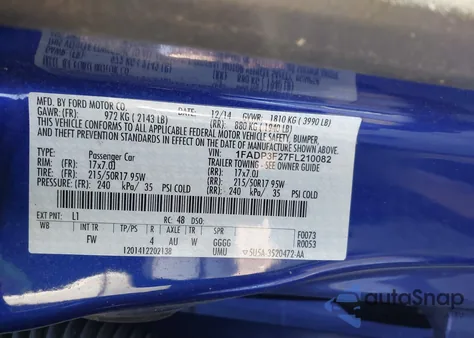 MFD. BY FORD MOTOR CO. DATE: 12/14 GVWR: 1810 KG ( 3990 LB)
GAWR: (FR): 972 KG ( 2143 LB) (RR): 880 KG ( 1940 LB)
THIS VEHICLE CONFORMS TO ALL APPLICABLE FEDERAL MOTOR VEHICLE SAFETY, BUMPER,
AND THEFT PREVENTION STANDARDS IN EFFECT ON THE DATE OF MANUFACTURE SHOWN ABOVE.
VIN: 1FADP3F27FL210082
TYPE: Passenger Car TRAILER TOWING - SEE OWNER GUIDE
RIMS (FR): 17x7.0J (RR): 17x7.0J
TIRES (FR): 215/50R17 95W (RR): 215/50R17 95W
PRESSURE (FR): 240 kPa/ 35 PSI COLD (RR): 240 kPa/ 35 PSI COLD
EXT PNT: L1 RC: 48 DSO: F0073
WB INT TR TP/PS R AXLE TR SPR R0053
FW 4 AU W GGGG
1201412202138 UMU 5U5A-3520472-AA
autoSnap